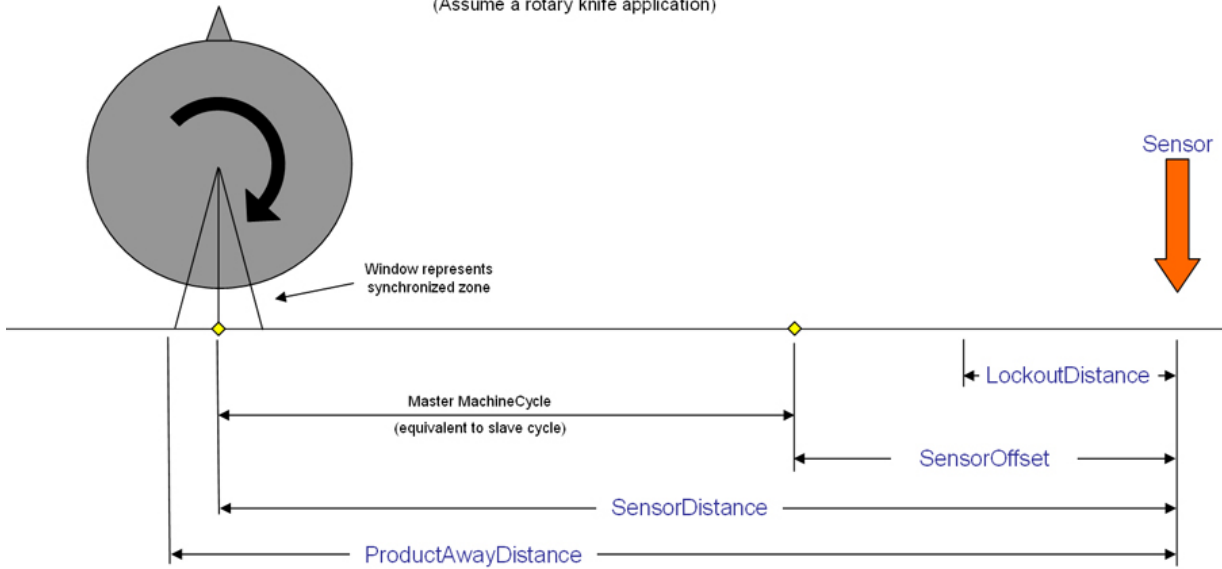 (Assume a rotary knife application)
Sensor
Window represents
synchronized zone
LockoutDistance
Master MachineCycle
(equivalent to slave cycle)
SensorOffset
SensorDistance
ProductAwayDistance